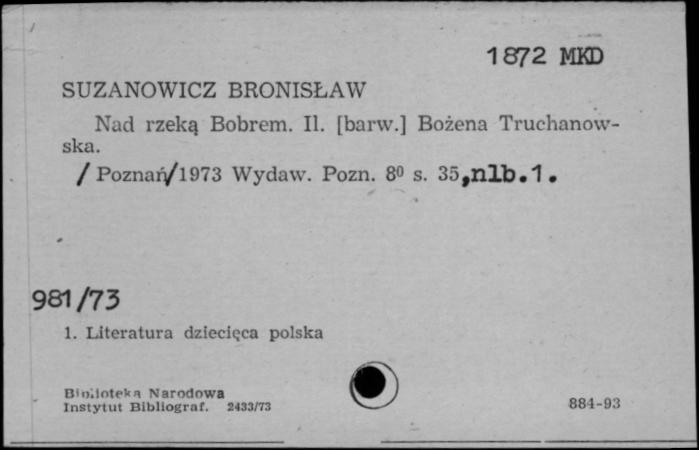 1872 MKD
SUZANOWICZ BRONISŁAW
Nad rzeką Bobrem. Il. [barw.] Bożena Truchanow-
ska.
/ Poznań/1973 Wydaw. Pozn. 8⁰ s. 35,nlb.1.
981/73
1. Literatura dziecięca polska
Biblioteka Narodowa
Instytut Bibliograf. 2433/73
884-93